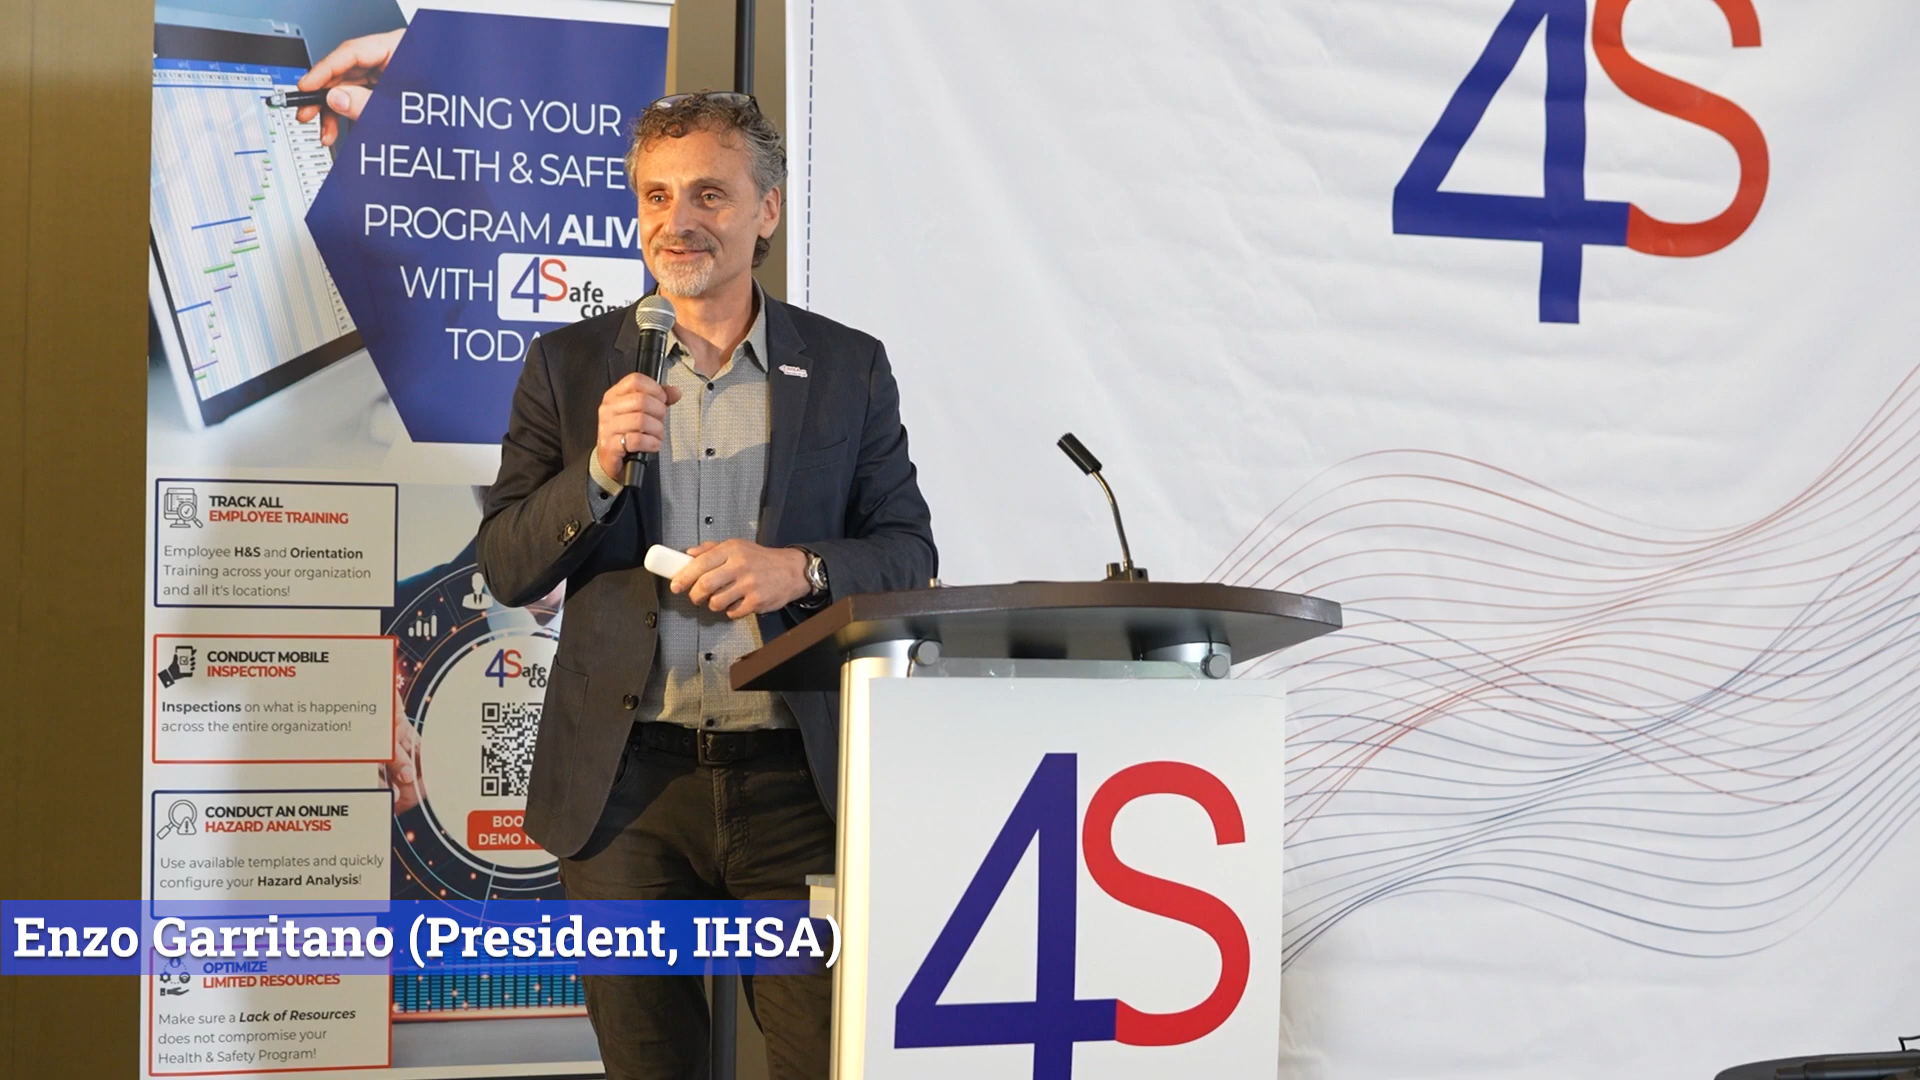 4S
BRING YOUR
HEALTH & SAFE
PROGRAM ALIV
WITH 4Safe
com
TODA
TRACK ALL
EMPLOYEE TRAINING
Employee H&S and Orientation
Training across your organization
and all it's locations!
CONDUCT MOBILE
INSPECTIONS
Inspections on what is happening
across the entire organization!
4Safe
co
BOO
DEMO N
CONDUCT AN ONLINE
HAZARD ANALYSIS
Use available templates and quickly
configure your Hazard Analysis!
4S
Enzo Garritano (President, IHSA)
OPTIMIZE
LIMITED RESOURCES
Make sure a Lack of Resources
does not compromise your
Health & Safety Program!